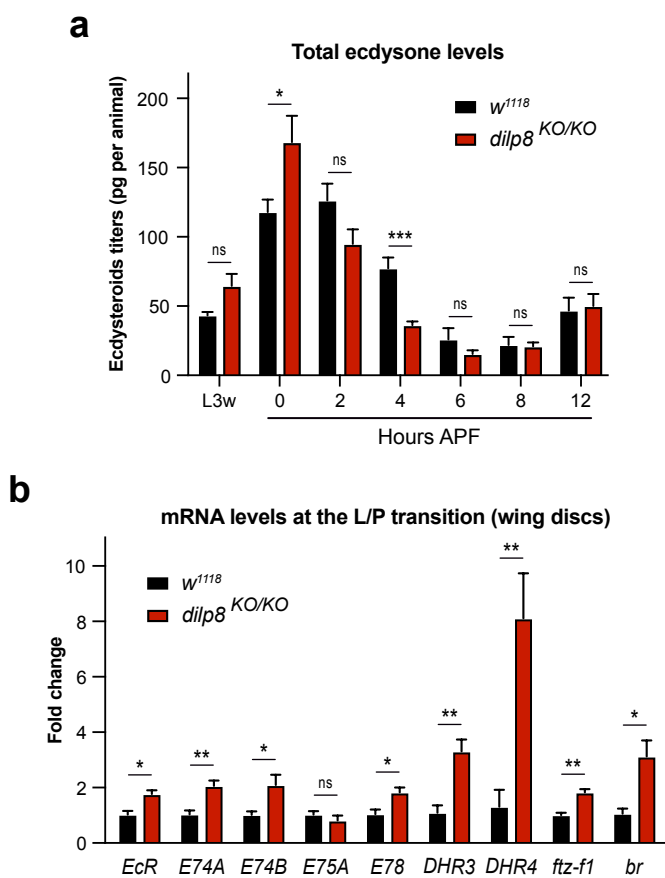 a
Total ecdysone levels
Ecdysteroids titers (pg per animal)
200
150
100
50
0
w1118
dilp8 KO/KO
ns
*
ns
***
ns
ns
ns
L3w
0
2
4
6
8
12
Hours APF
b
mRNA levels at the L/P transition (wing discs)
Fold change
10
8
6
4
2
0
w1118
dilp8 KO/KO
*
**
*
ns
*
**
**
**
*
EcR
E74A
E74B
E75A
E78
DHR3
DHR4
ftz-f1
br